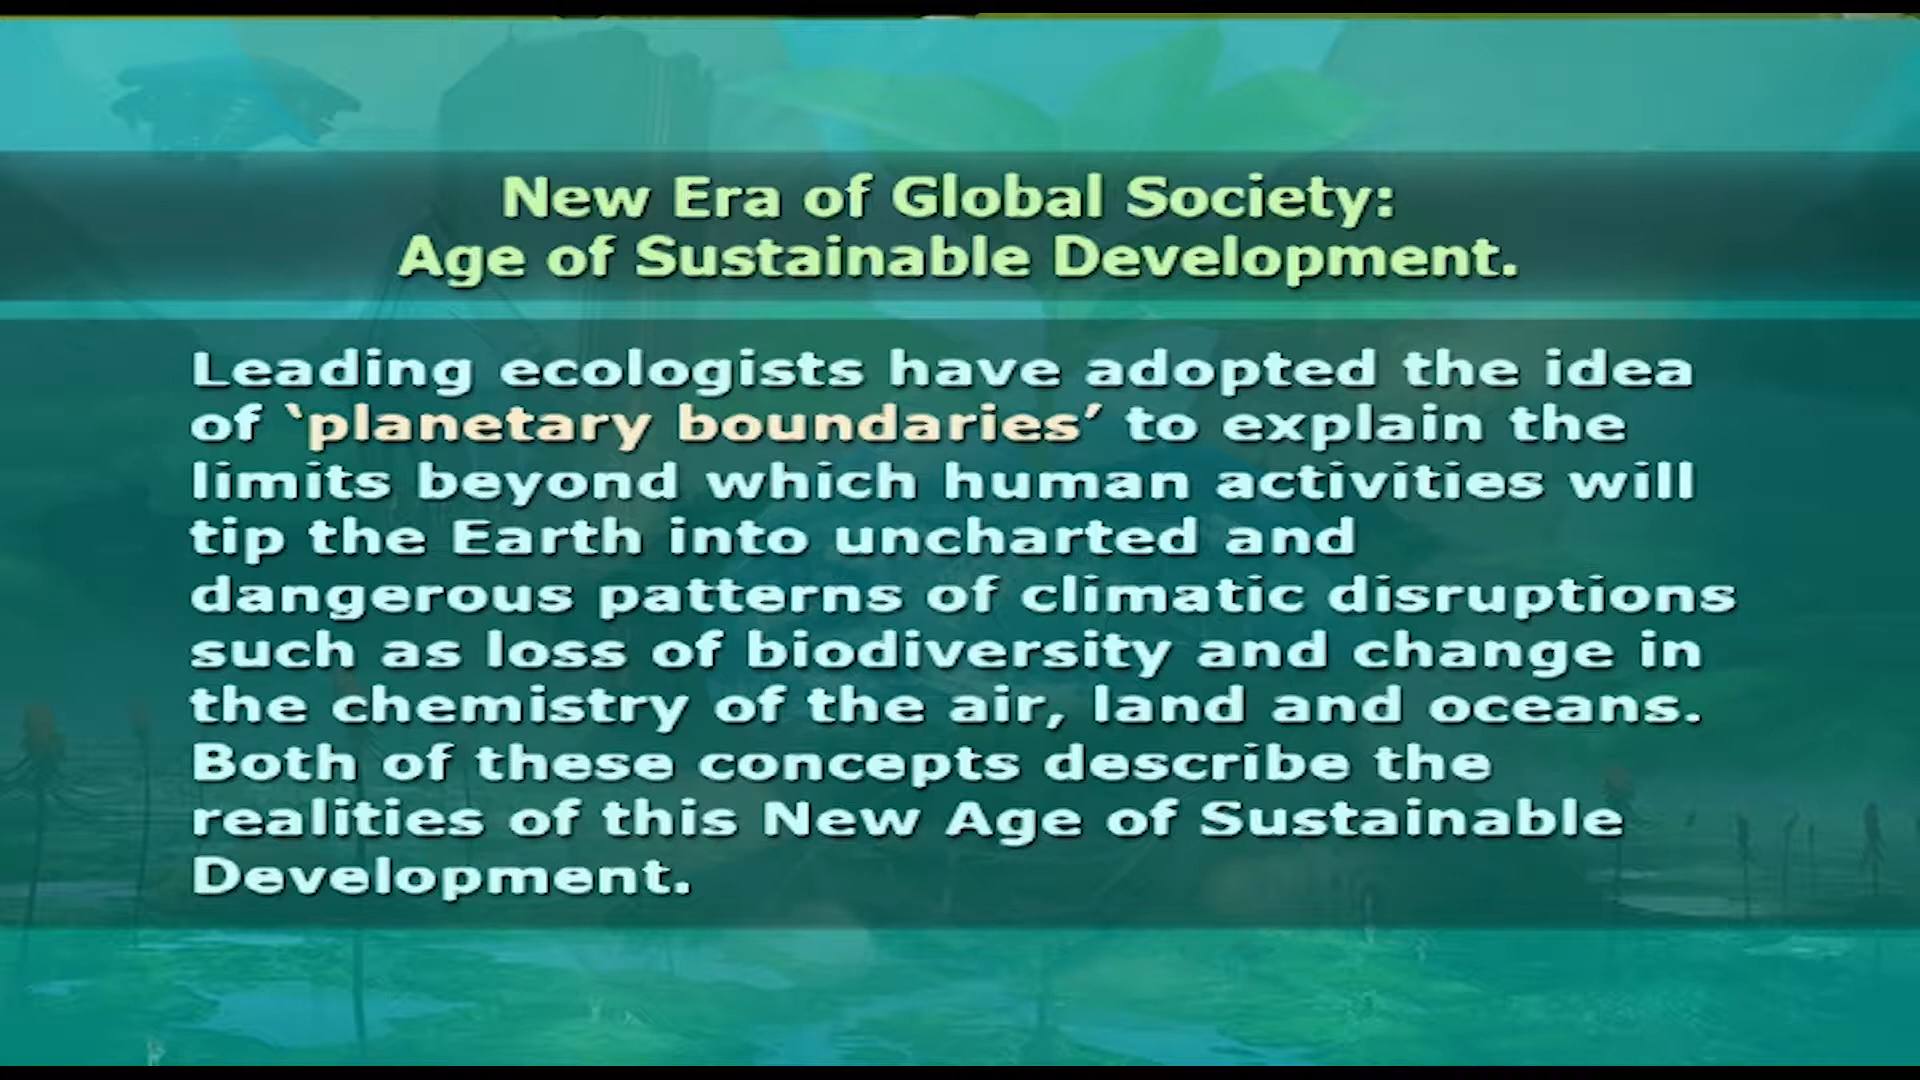 New Era of Global Society:
Age of Sustainable Development.
Leading ecologists have adopted the idea
of ‘planetary boundaries’ to explain the
limits beyond which human activities will
tip the Earth into uncharted and
dangerous patterns of climatic disruptions
such as loss of biodiversity and change in
the chemistry of the air, land and oceans.
Both of these concepts describe the
realities of this New Age of Sustainable
Development.